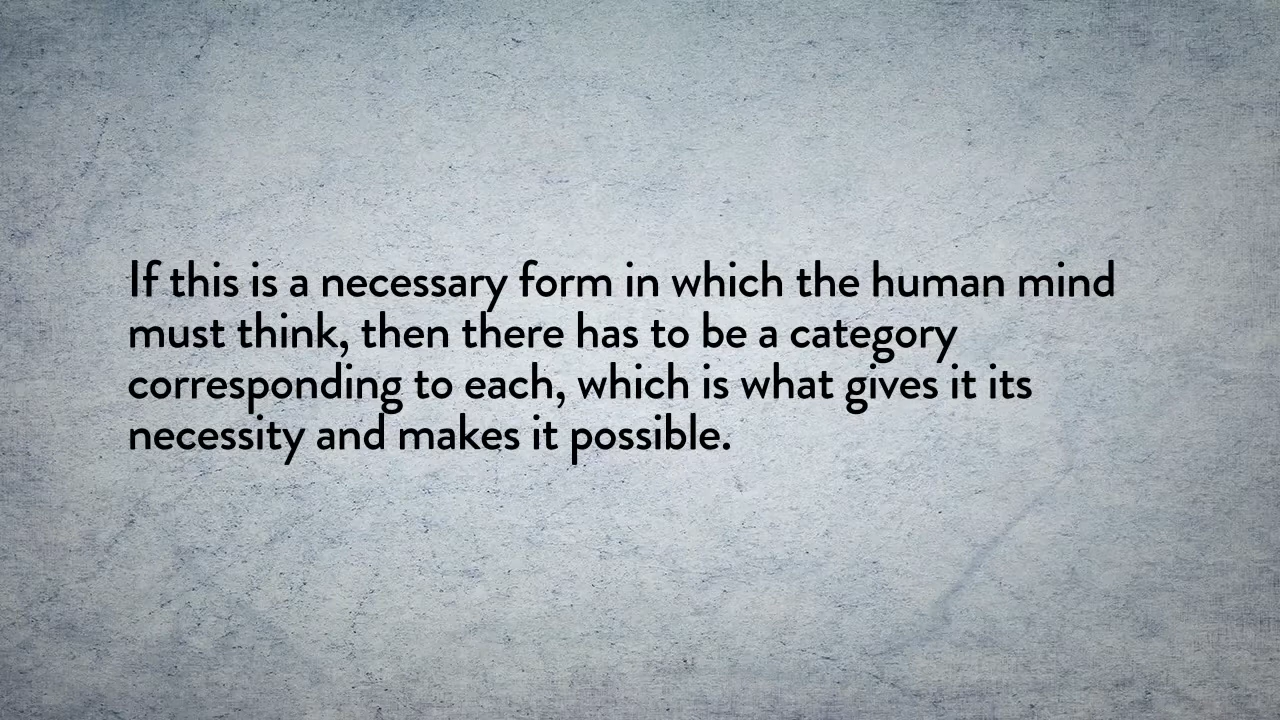 If this is a necessary form in which the human mind
must think, then there has to be a category
corresponding to each, which is what gives it its
necessity and makes it possible.